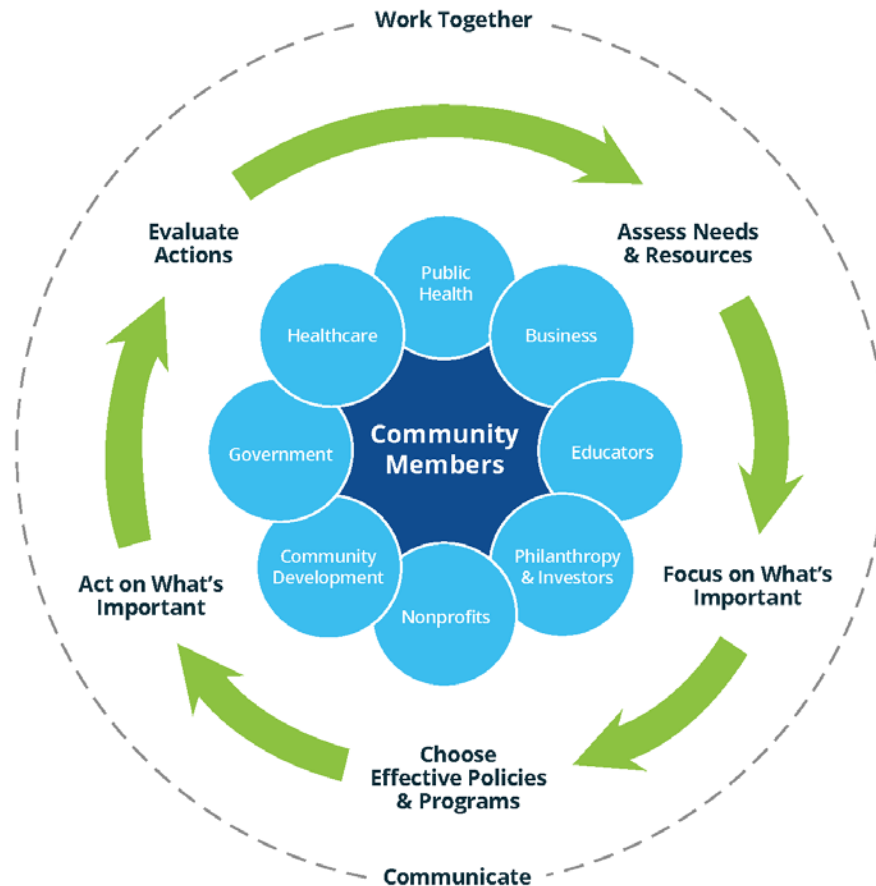 Work Together
Evaluate
Actions
Assess Needs
& Resources
Public
Health
Healthcare
Business
Community
Members
Government
Educators
Community
Development
Philanthropy
& Investors
Nonprofits
Act on What's
Important
Focus on What's
Important
Choose
Effective Policies
& Programs
Communicate